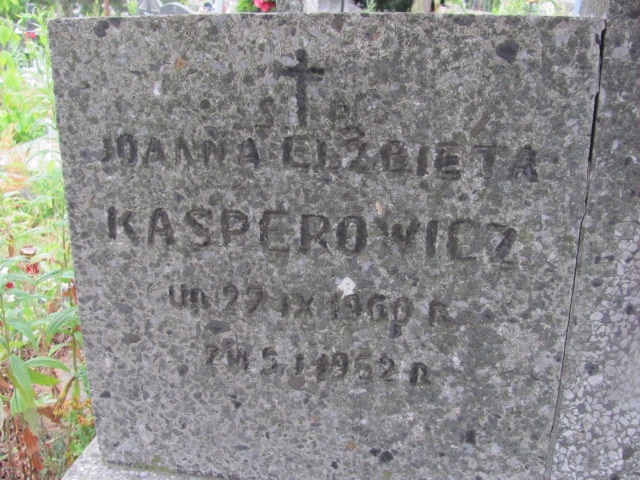 Ś P
JOANNA ELŻBIETA
KASPEROWICZ
UR 27 IX 1960 R
ZM 5 I 1962 R